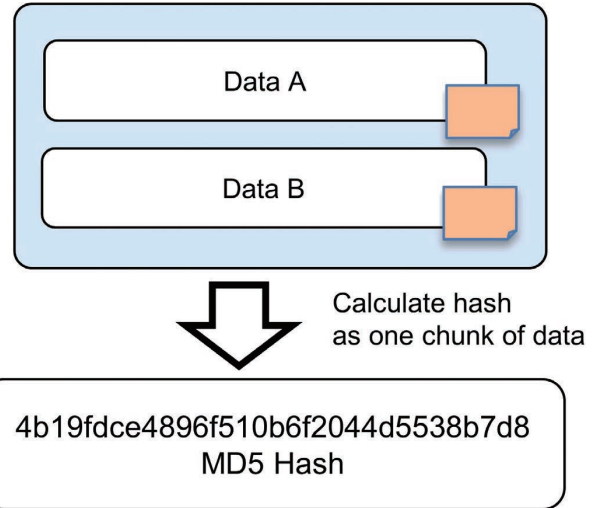 Data A
Data B
Calculate hash
as one chunk of data
4b19fdce4896f510b6f2044d5538b7d8
MD5 Hash